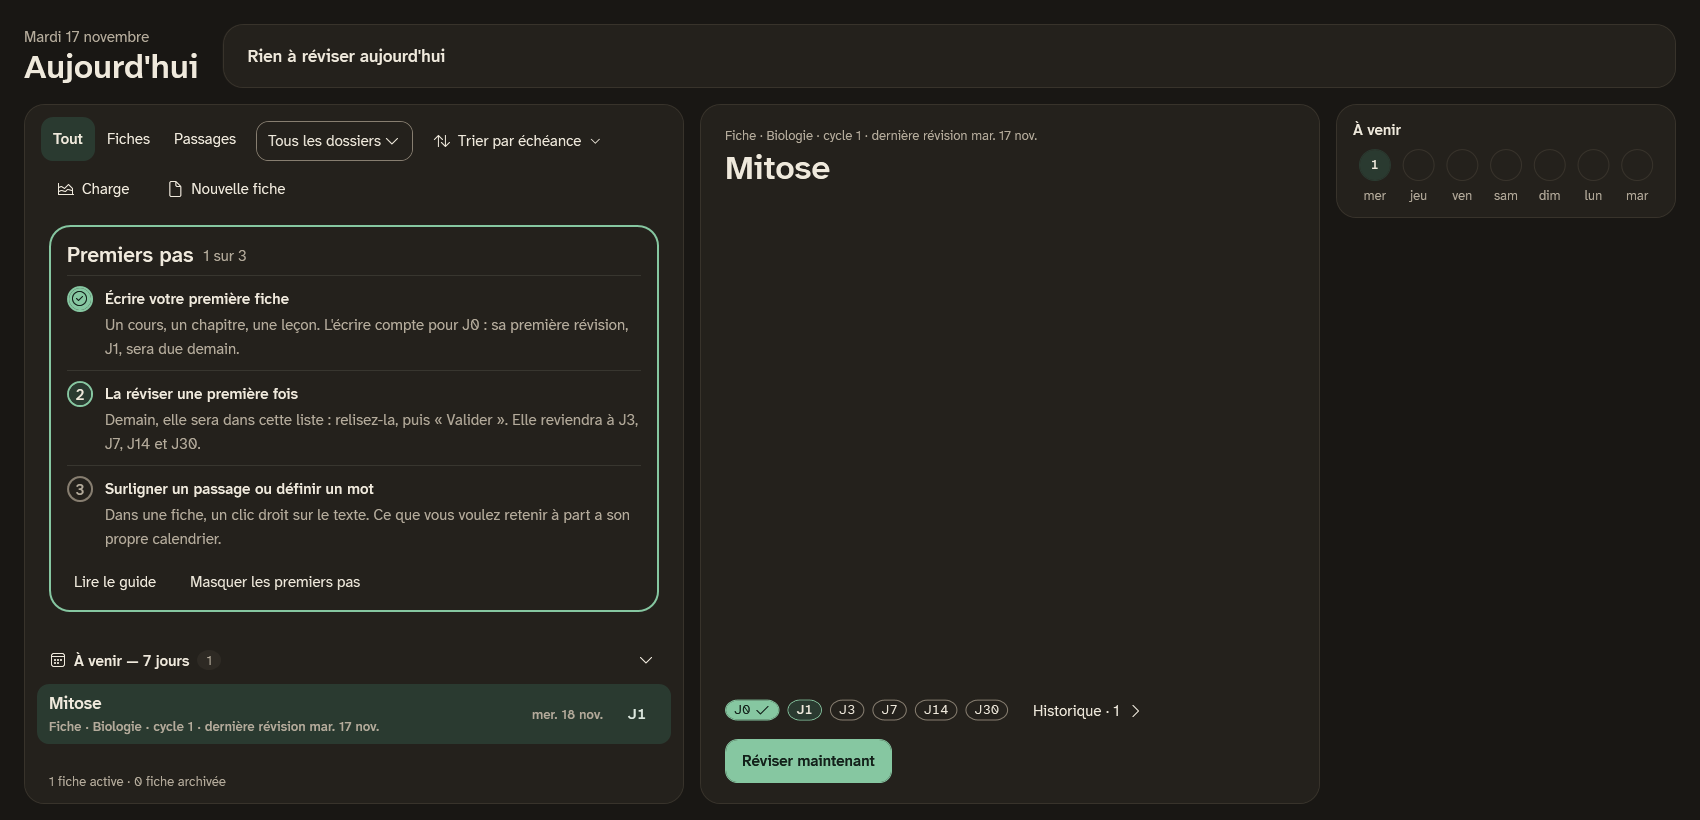 Mardi 17 novembre
Aujourd'hui
Rien à réviser aujourd'hui
Tout Fiches Passages Tous les dossiers Trier par échéance
Charge Nouvelle fiche
Premiers pas 1 sur 3
Écrire votre première fiche
Un cours, un chapitre, une leçon. L'écrire compte pour J0 : sa première révision,
J1, sera due demain.
2 La réviser une première fois
Demain, elle sera dans cette liste : relisez-la, puis « Valider ». Elle reviendra à J3,
J7, J14 et J30.
3 Surligner un passage ou définir un mot
Dans une fiche, un clic droit sur le texte. Ce que vous voulez retenir à part a son
propre calendrier.
Lire le guide Masquer les premiers pas
À venir — 7 jours 1
Mitose
Fiche · Biologie · cycle 1 · dernière révision mar. 17 nov.
mer. 18 nov. J1
1 fiche active · 0 fiche archivée
Fiche · Biologie · cycle 1 · dernière révision mar. 17 nov.
Mitose
J0 J1 J3 J7 J14 J30 Historique · 1
Réviser maintenant
À venir
1
mer jeu ven sam dim lun mar